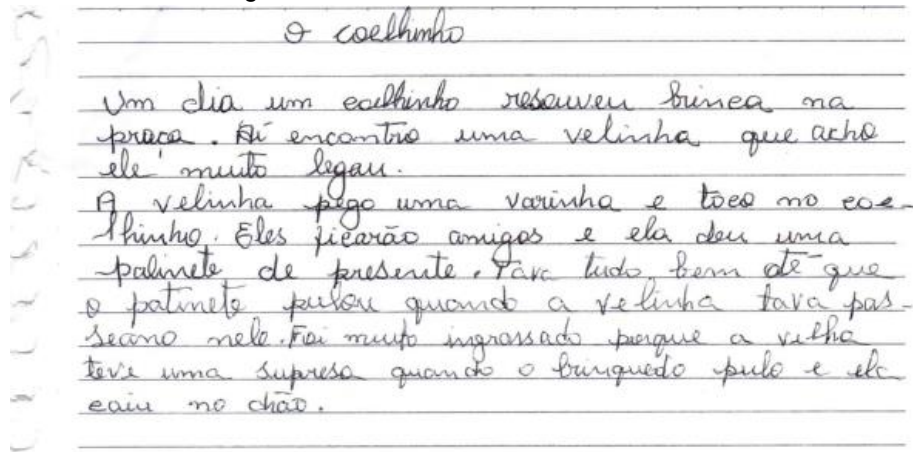 O coelhinho
Um dia um coelhinho resouveu brinca na
praça. Aí encontro uma velinha que acho
ele muito legau.
A velinha pego uma varinha e toco no coe-
lhinho. Eles ficarão amigos e ela deu uma
patinete de presente. Tava tudo bem até que
o patinete pulou quando a velinha tava pas-
seano nele. Foi muito ingrassado porque a velha
teve uma supresa quando o brinquedo pulo e ela
caiu no chão.